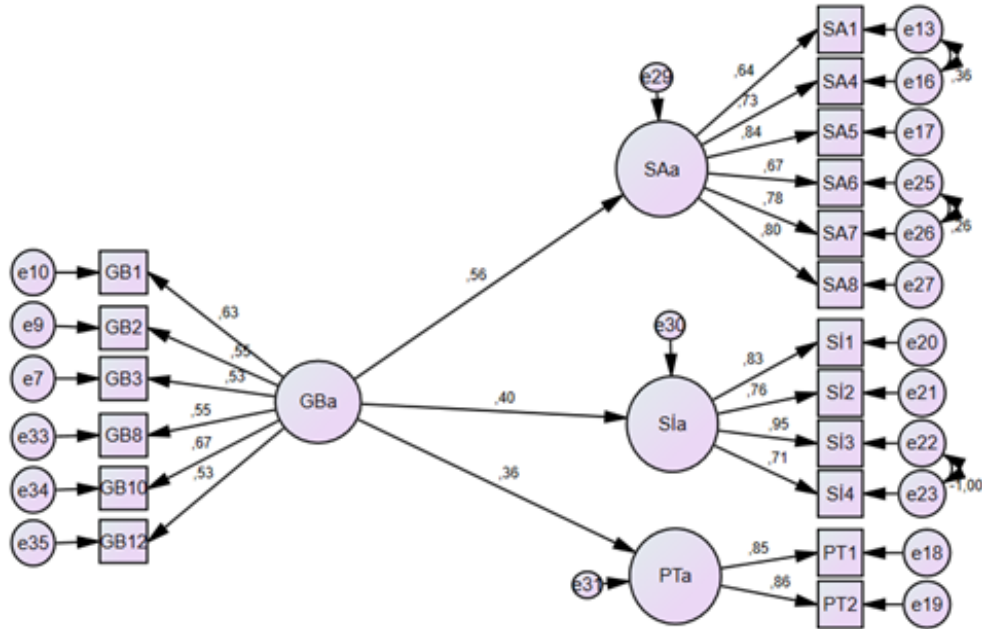 SA1
e13
,64
,36
SA4
e16
e29
,73
SA5
e17
,84
SAa
,67
SA6
e25
,78
SA7
e26
,26
,80
SA8
e27
e10
GB1
,56
,63
e9
GB2
,55
e30
Sİ1
e20
,83
e7
GB3
,53
,76
Sİ2
e21
GBa
,40
Sİa
,95
Sİ3
e22
e33
GB8
,55
,71
Sİ4
e23
-1,00
,67
e34
GB10
,53
,36
e35
GB12
PT1
e18
,85
PTa
e31
,86
PT2
e19